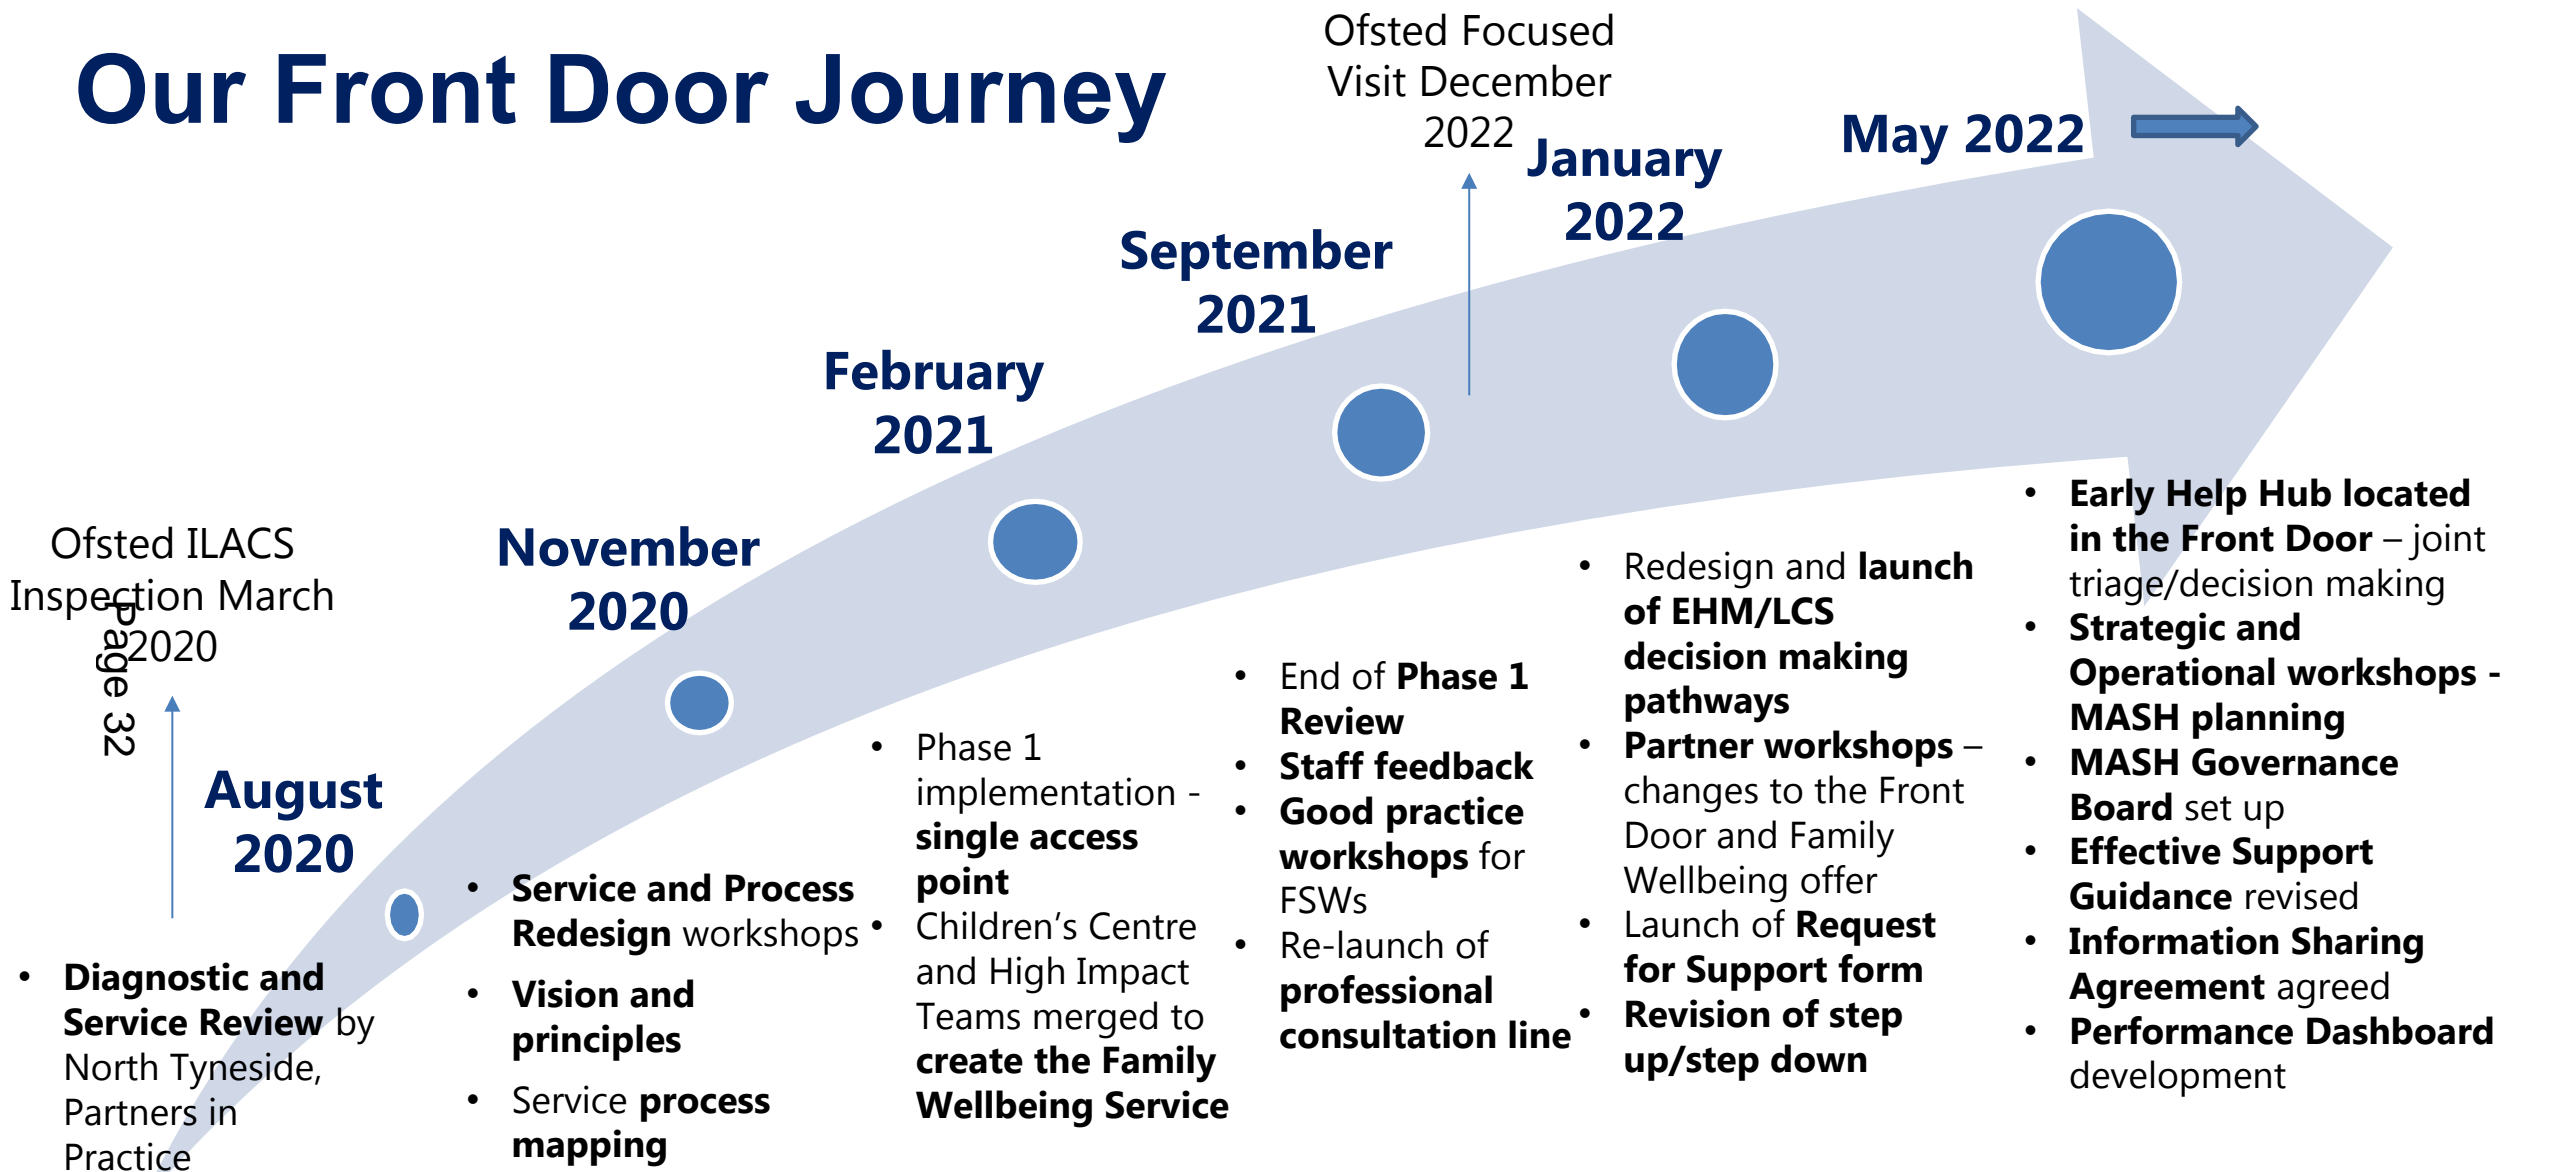 Our Front Door Journey
Ofsted ILACS
Inspection March
2020
Page 32
August
2020
• Diagnostic and
Service Review by
North Tyneside,
Partners in
Practice
November
2020
• Service and Process
Redesign workshops
• Vision and
principles
• Service process
mapping
February
2021
• Phase 1
implementation -
single access
point
• Children’s Centre
and High Impact
Teams merged to
create the Family
Wellbeing Service
September
2021
• End of Phase 1
Review
• Staff feedback
• Good practice
workshops for
FSWs
• Re-launch of
professional
consultation line
Ofsted Focused
Visit December
2022
January
2022
• Redesign and launch
of EHM/LCS
decision making
pathways
• Partner workshops –
changes to the Front
Door and Family
Wellbeing offer
• Launch of Request
for Support form
• Revision of step
up/step down
May 2022
• Early Help Hub located
in the Front Door – joint
triage/decision making
• Strategic and
Operational workshops -
MASH planning
• MASH Governance
Board set up
• Effective Support
Guidance revised
• Information Sharing
Agreement agreed
• Performance Dashboard
development